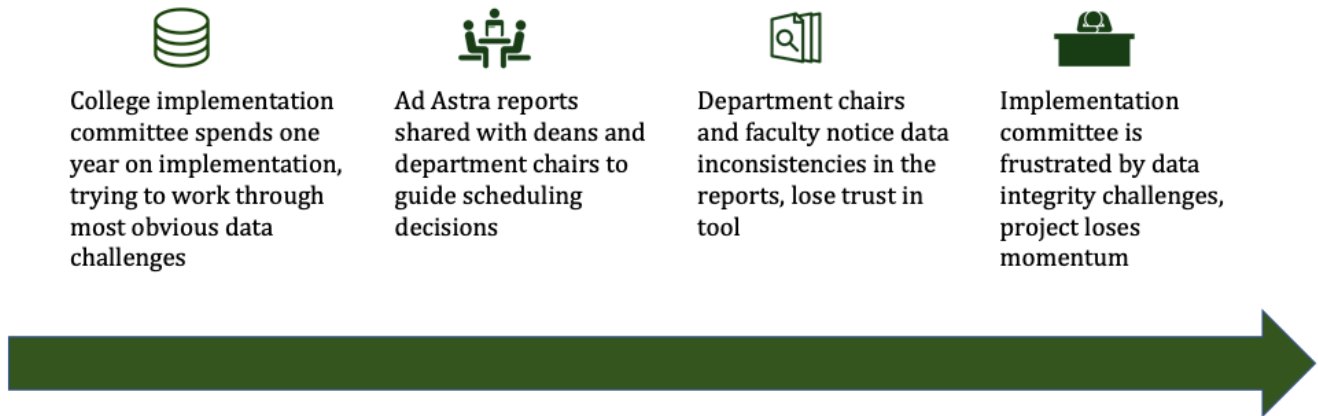 College implementation
committee spends one
year on implementation,
trying to work through
most obvious data
challenges
Ad Astra reports
shared with deans and
department chairs to
guide scheduling
decisions
Department chairs
and faculty notice data
inconsistencies in the
reports, lose trust in
tool
Implementation
committee is
frustrated by data
integrity challenges,
project loses
momentum